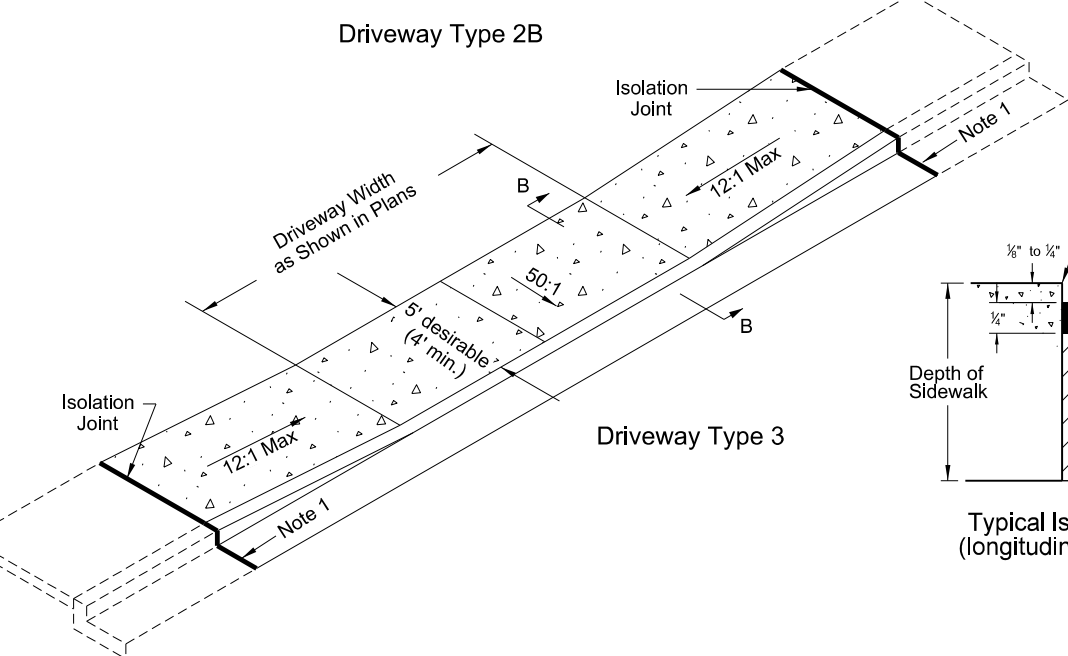 Driveway Type 2B
Isolation
Joint
Note 1
12:1 Max
B
Driveway Width
as Shown in Plans
50:1
⅛" to ¼"
¼"
5' desirable
(4' min.)
B
Depth of
Sidewalk
Isolation
Joint
12:1 Max
Driveway Type 3
Note 1
Typical Is
(longitudin